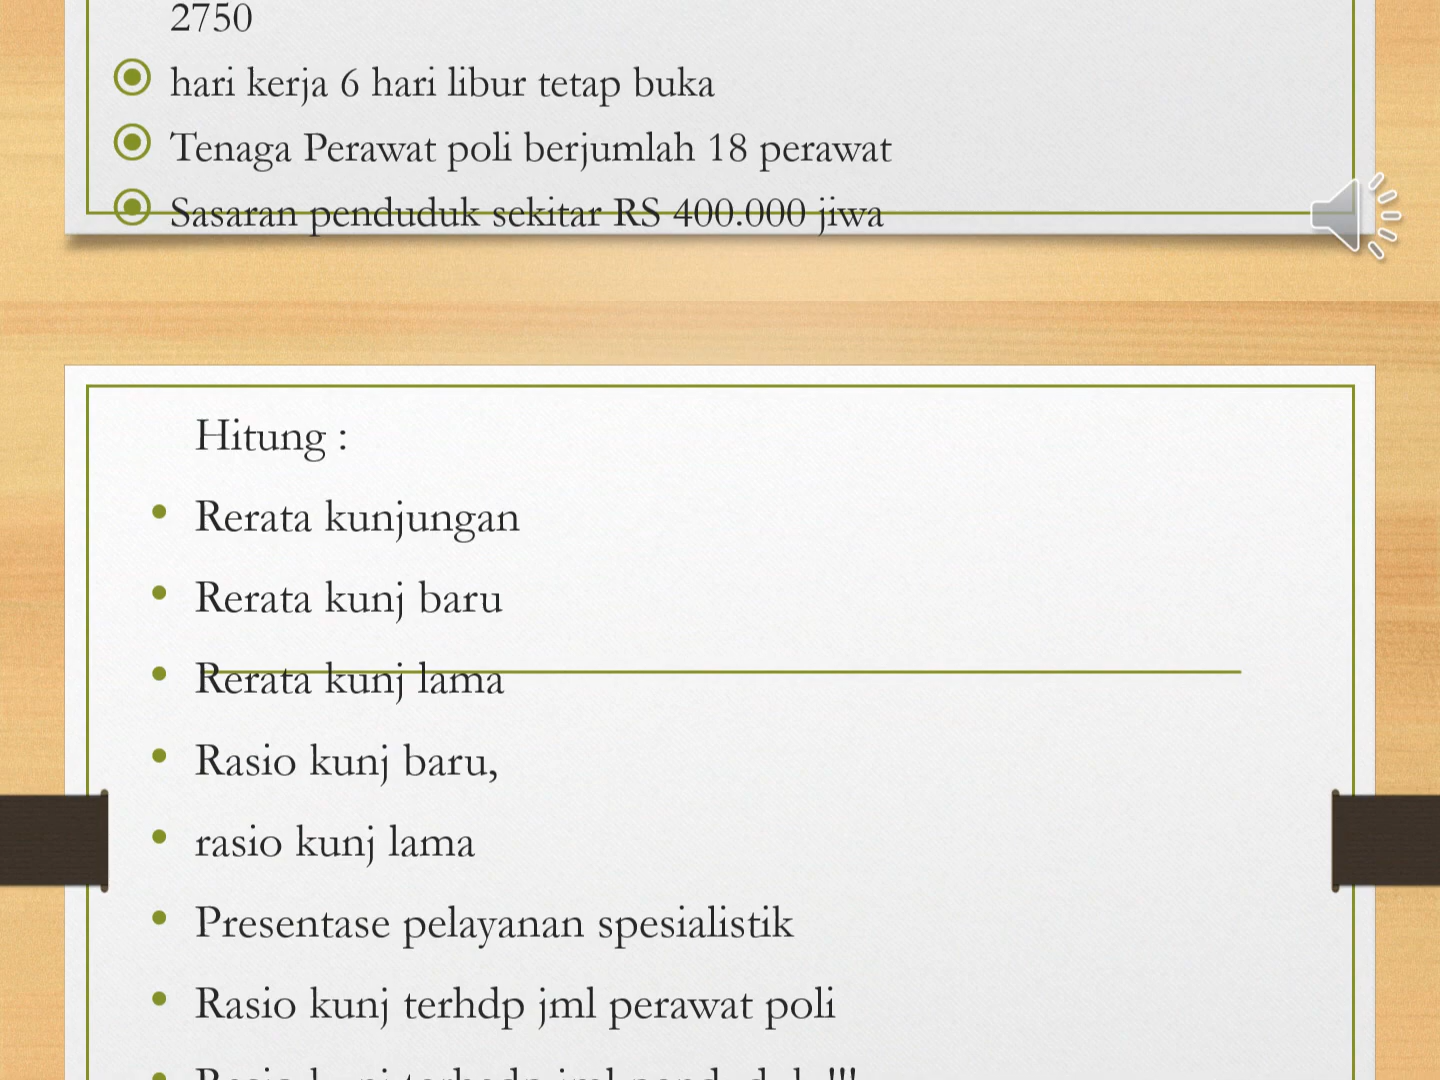 2750
hari kerja 6 hari libur tetap buka
Tenaga Perawat poli berjumlah 18 perawat
Sasaran penduduk sekitar RS 400.000 jiwa
Hitung :
Rerata kunjungan
Rerata kunj baru
Rerata kunj lama
Rasio kunj baru,
rasio kunj lama
Presentase pelayanan spesialistik
Rasio kunj terhdp jml perawat poli